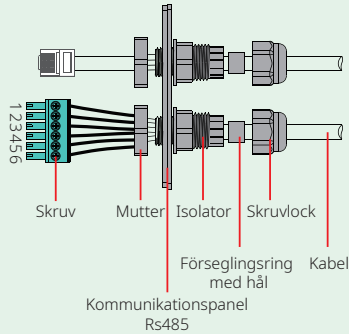 123456
Skruv Mutter Isolator Skruvlock
Förseglingsring Kabel
med hål
Kommunikationspanel
Rs485